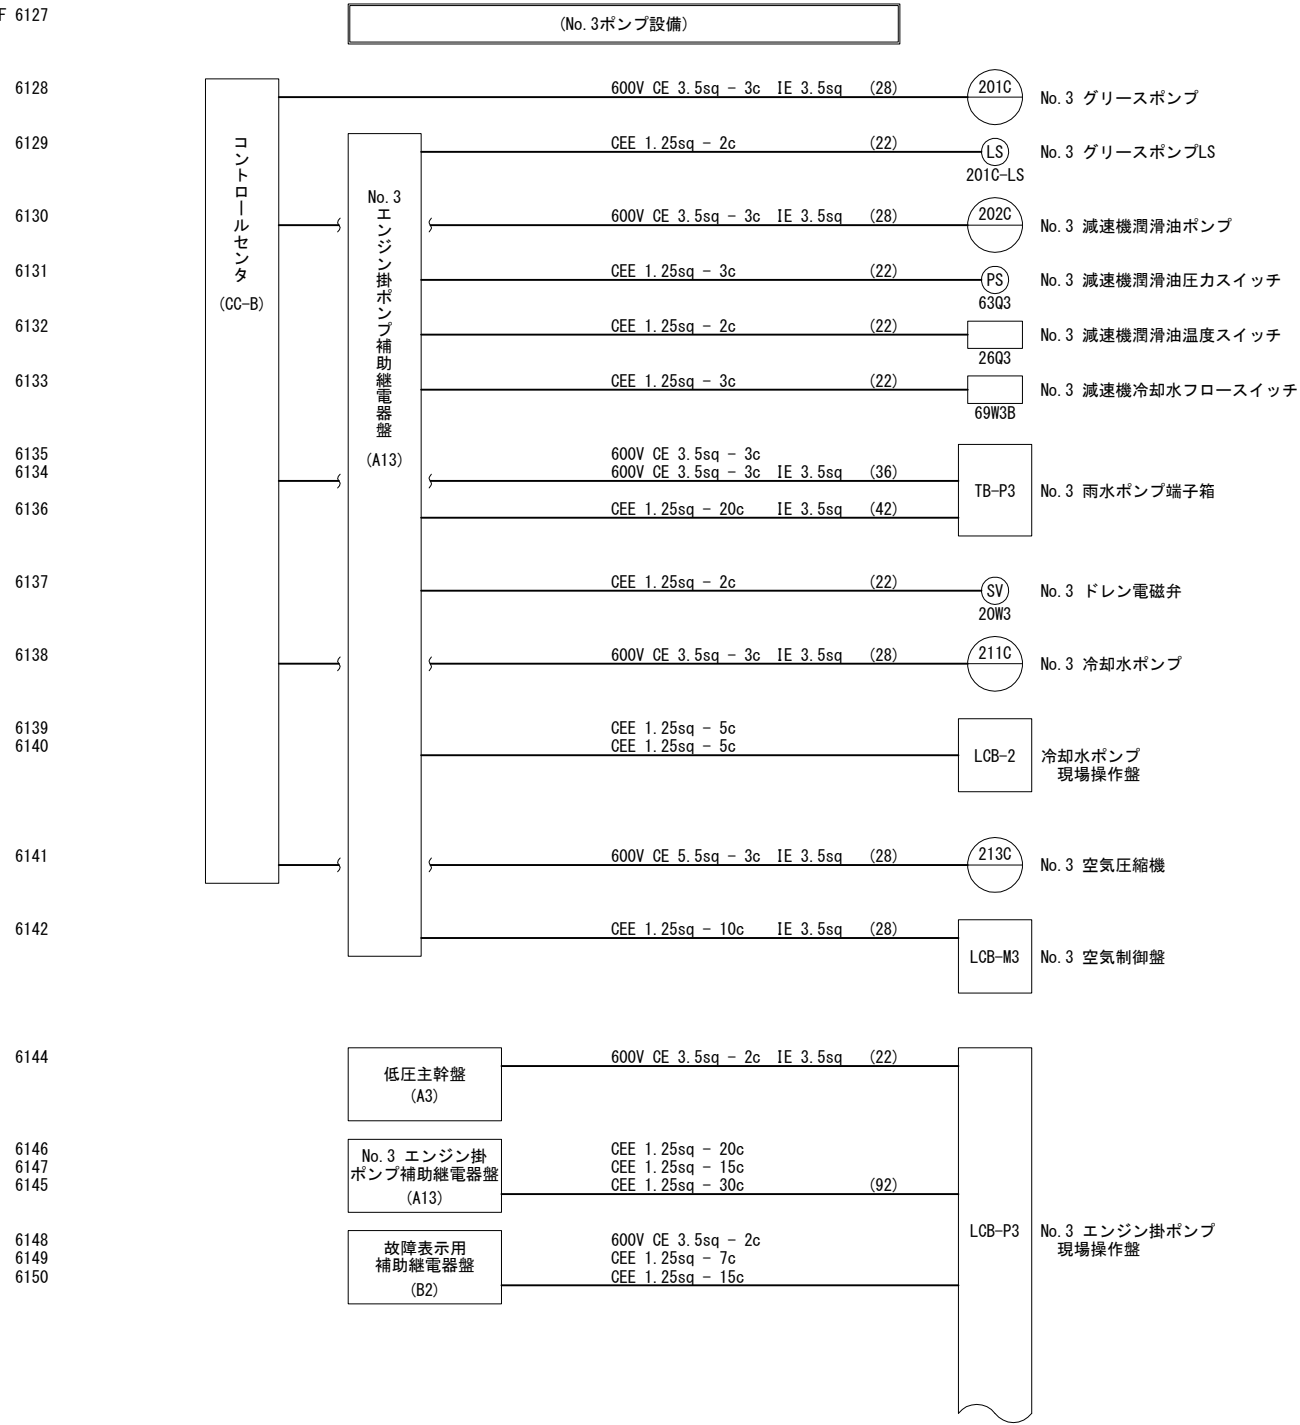 F 6127
(No.3ポンプ設備)
6128
600V CE 3.5sq - 3c IE 3.5sq (28)
201C
No.3 グリースポンプ
コントロールセンタ
(CC-B)
6129
CEE 1.25sq - 2c (22)
LS
201C-LS
No.3 グリースポンプLS
No.3
エンジン掛ポンプ補助継電器盤
(A13)
6130
600V CE 3.5sq - 3c IE 3.5sq (28)
202C
No.3 減速機潤滑油ポンプ
6131
CEE 1.25sq - 3c (22)
PS
63Q3
No.3 減速機潤滑油圧力スイッチ
6132
CEE 1.25sq - 2c (22)
26Q3
No.3 減速機潤滑油温度スイッチ
6133
CEE 1.25sq - 3c (22)
69W3B
No.3 減速機冷却水フロースイッチ
6135
600V CE 3.5sq - 3c
6134
600V CE 3.5sq - 3c IE 3.5sq (36)
TB-P3
No.3 雨水ポンプ端子箱
6136
CEE 1.25sq - 20c IE 3.5sq (42)
6137
CEE 1.25sq - 2c (22)
SV
20W3
No.3 ドレン電磁弁
6138
600V CE 3.5sq - 3c IE 3.5sq (28)
211C
No.3 冷却水ポンプ
6139
CEE 1.25sq - 5c
6140
CEE 1.25sq - 5c
LCB-2
冷却水ポンプ
現場操作盤
6141
600V CE 5.5sq - 3c IE 3.5sq (28)
213C
No.3 空気圧縮機
6142
CEE 1.25sq - 10c IE 3.5sq (28)
LCB-M3
No.3 空気制御盤
6144
低圧主幹盤
(A3)
600V CE 3.5sq - 2c IE 3.5sq (22)
6146
CEE 1.25sq - 20c
6147
CEE 1.25sq - 15c
6145
CEE 1.25sq - 30c (92)
No.3 エンジン掛
ポンプ補助継電器盤
(A13)
LCB-P3
No.3 エンジン掛ポンプ
現場操作盤
6148
600V CE 3.5sq - 2c
6149
CEE 1.25sq - 7c
6150
CEE 1.25sq - 15c
故障表示用
補助継電器盤
(B2)